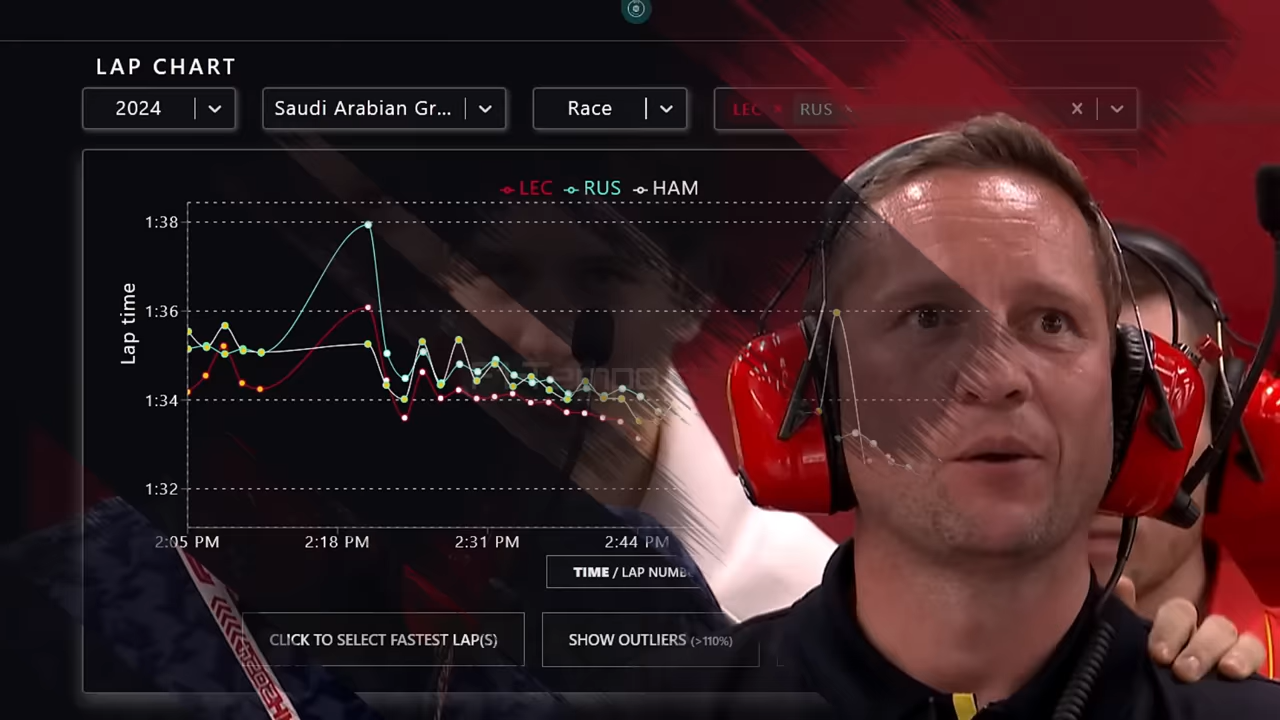 LAP CHART
2024
Saudi Arabian Gr...
Race
LEC × RUS ×
LEC RUS HAM
1:38
1:36
1:34
1:32
Lap time
2:05 PM 2:18 PM 2:31 PM 2:44 PM
TIME / LAP NUMB
CLICK TO SELECT FASTEST LAP(S)
SHOW OUTLIERS (>110%)